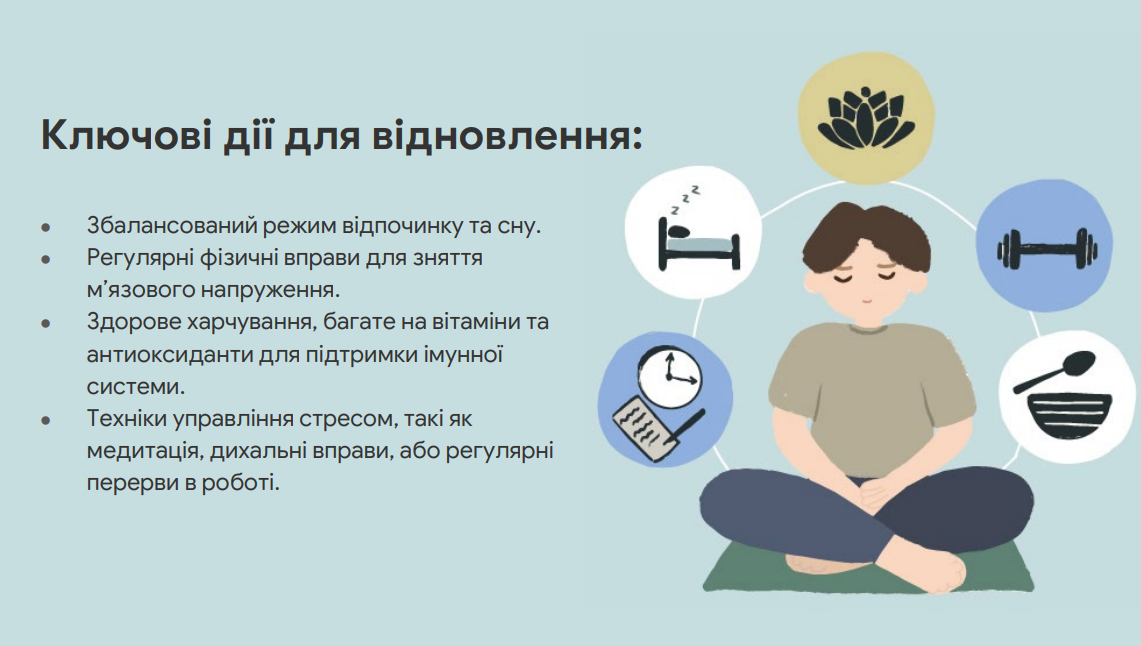 Ключові дії для відновлення:
● Збалансований режим відпочинку та сну.
● Регулярні фізичні вправи для зняття
м’язового напруження.
● Здорове харчування, багате на вітаміни та
антиоксиданти для підтримки імунної
системи.
● Техніки управління стресом, такі як
медитація, дихальні вправи, або регулярні
перерви в роботі.
z z z